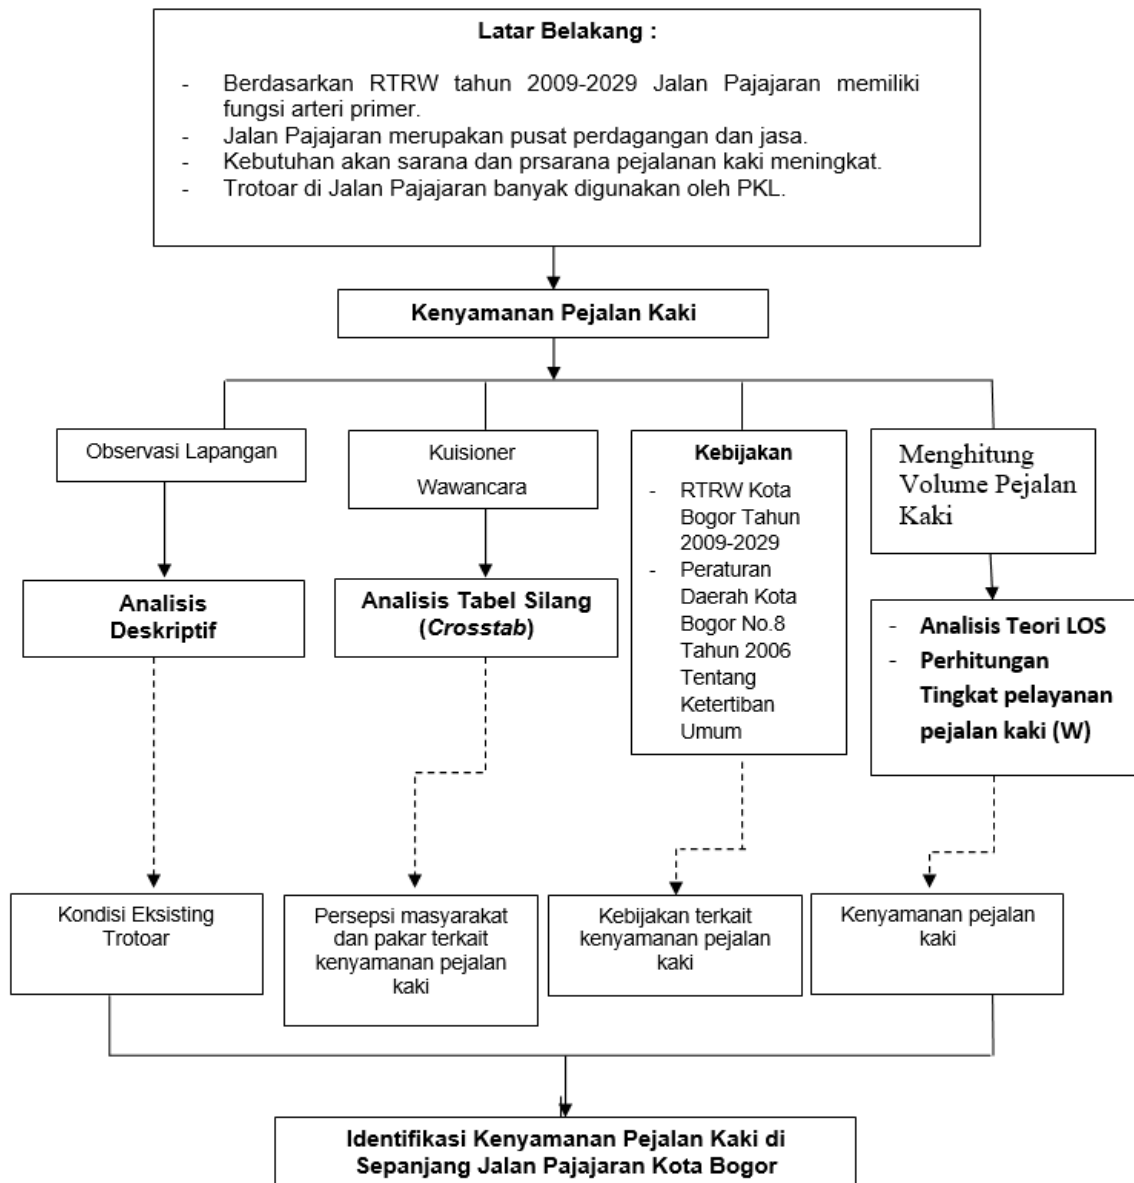 Latar Belakang :
- Berdasarkan RTRW tahun 2009-2029 Jalan Pajajaran memiliki
fungsi arteri primer.
- Jalan Pajajaran merupakan pusat perdagangan dan jasa.
- Kebutuhan akan sarana dan prsarana pejalanan kaki meningkat.
- Trotoar di Jalan Pajajaran banyak digunakan oleh PKL.
Kenyamanan Pejalan Kaki
Observasi Lapangan
Kuisioner
Wawancara
Kebijakan
- RTRW Kota
Bogor Tahun
2009-2029
- Peraturan
Daerah Kota
Bogor No.8
Tahun 2006
Tentang
Ketertiban
Umum
Menghitung
Volume Pejalan
Kaki
Analisis
Deskriptif
Analisis Tabel Silang
(Crosstab)
- Analisis Teori LOS
- Perhitungan
Tingkat pelayanan
pejalan kaki (W)
Kondisi Eksisting
Trotoar
Persepsi masyarakat
dan pakar terkait
kenyamanan pejalan
kaki
Kebijakan terkait
kenyamanan pejalan
kaki
Kenyamanan pejalan
kaki
Identifikasi Kenyamanan Pejalan Kaki di
Sepanjang Jalan Pajajaran Kota Bogor